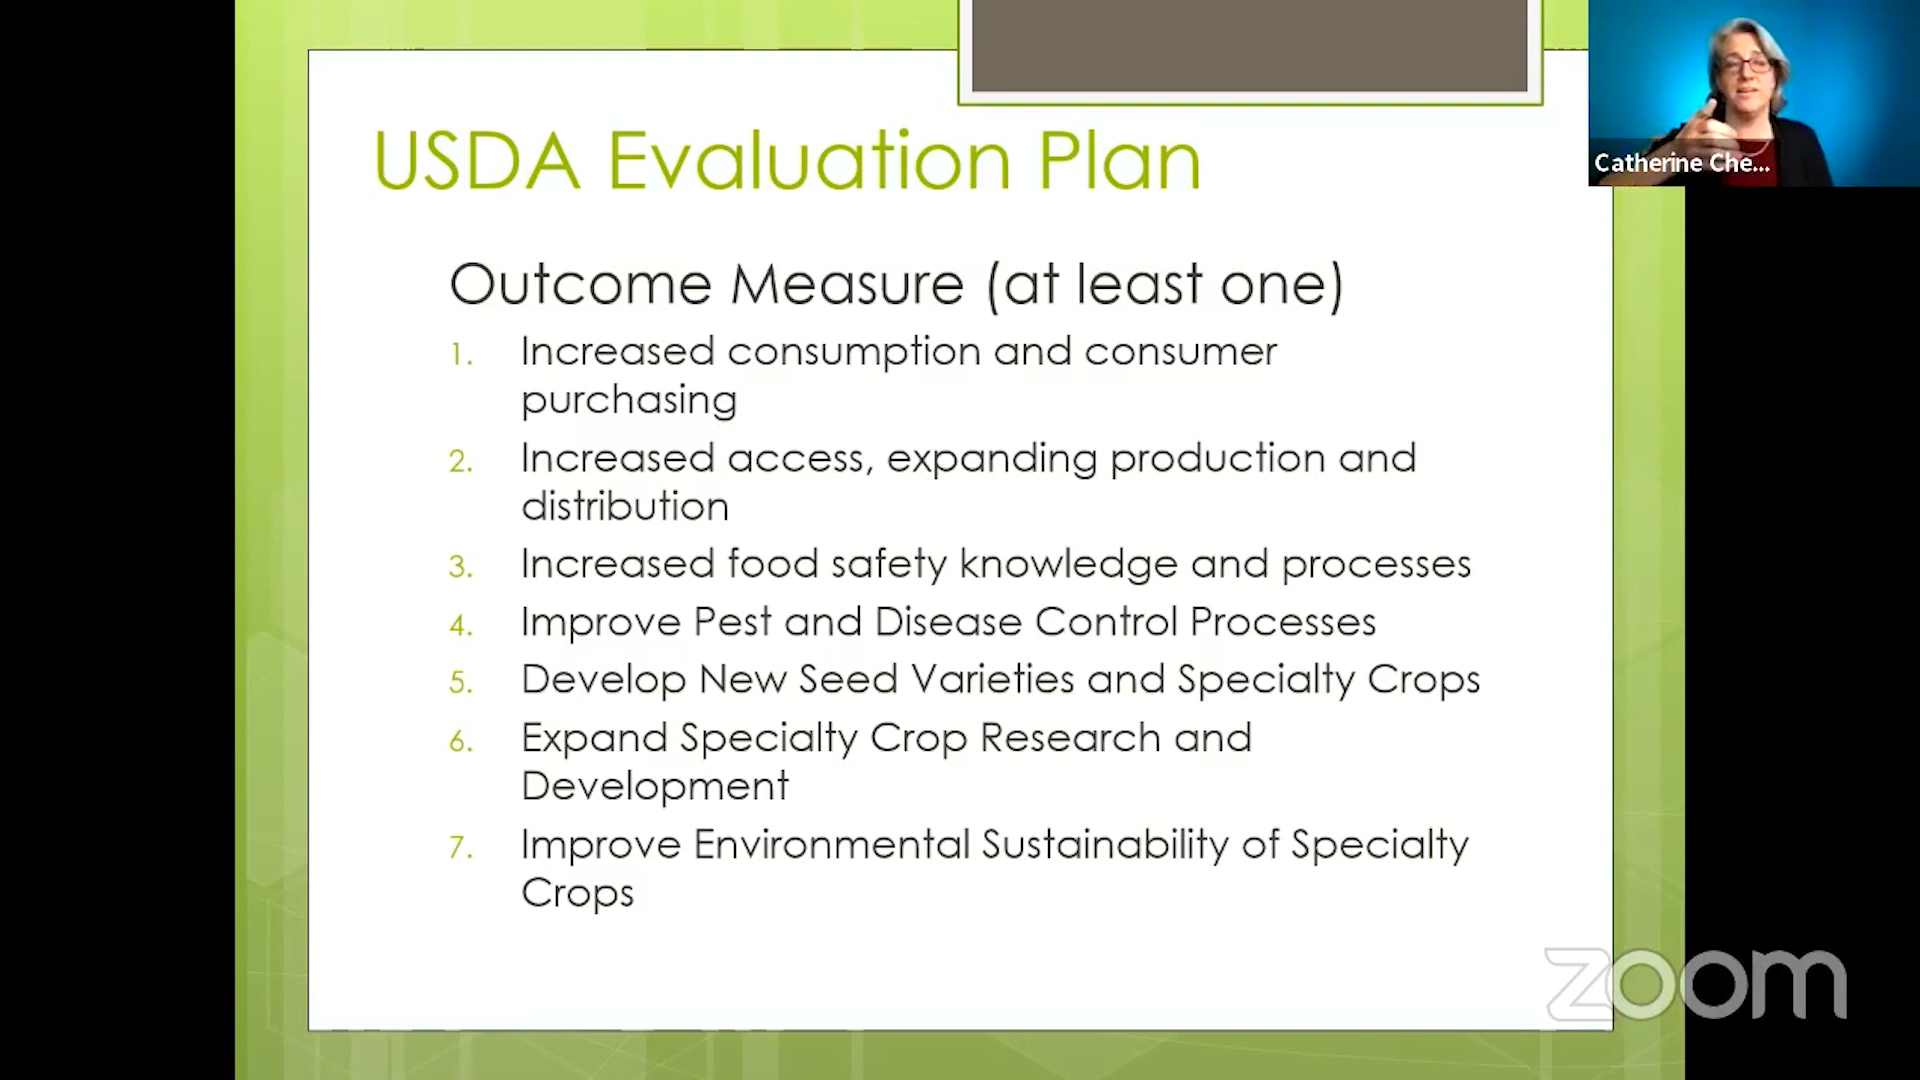 USDA Evaluation Plan
Catherine Che...
Outcome Measure (at least one)
1. Increased consumption and consumer
purchasing
2. Increased access, expanding production and
distribution
3. Increased food safety knowledge and processes
4. Improve Pest and Disease Control Processes
5. Develop New Seed Varieties and Specialty Crops
6. Expand Specialty Crop Research and
Development
7. Improve Environmental Sustainability of Specialty
Crops
zoom